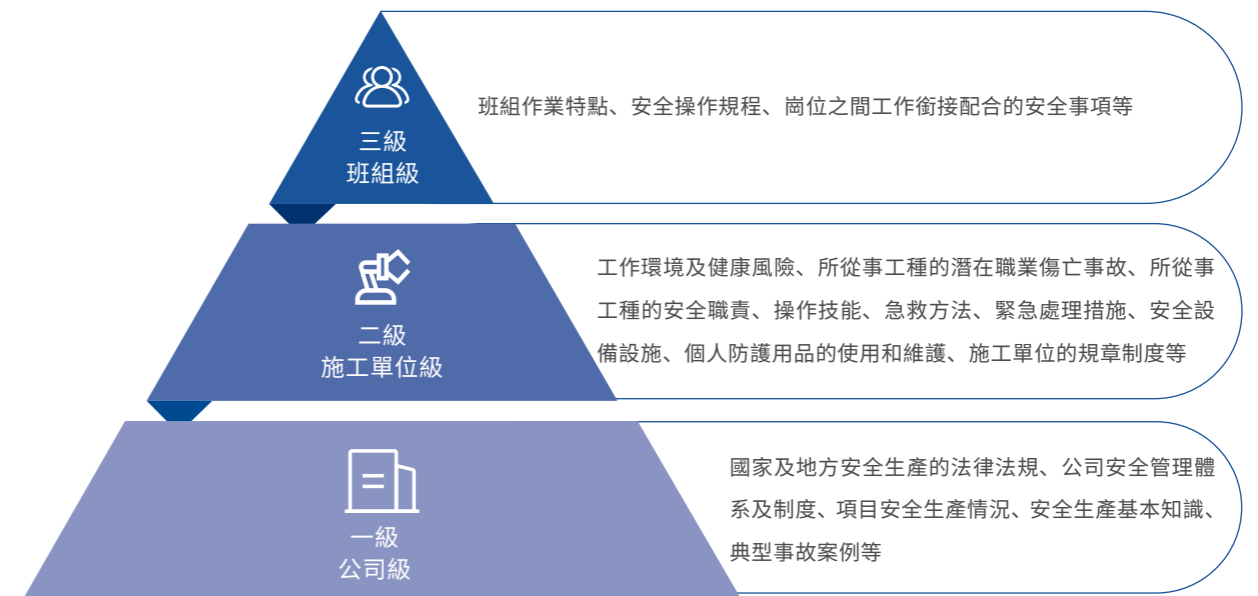 三級
班組級
班組作業特點、安全操作規程、崗位之間工作銜接配合的安全事項等
二級
施工單位級
工作環境及健康風險、所從事工種的潛在職業傷亡事故、所從事
工種的安全職責、操作技能、急救方法、緊急處理措施、安全設
備設施、個人防護用品的使用和維護、施工單位的規章制度等
一級
公司級
國家及地方安全生產的法律法規、公司安全管理體
系及制度、項目安全生產情況、安全生產基本知識、
典型事故案例等